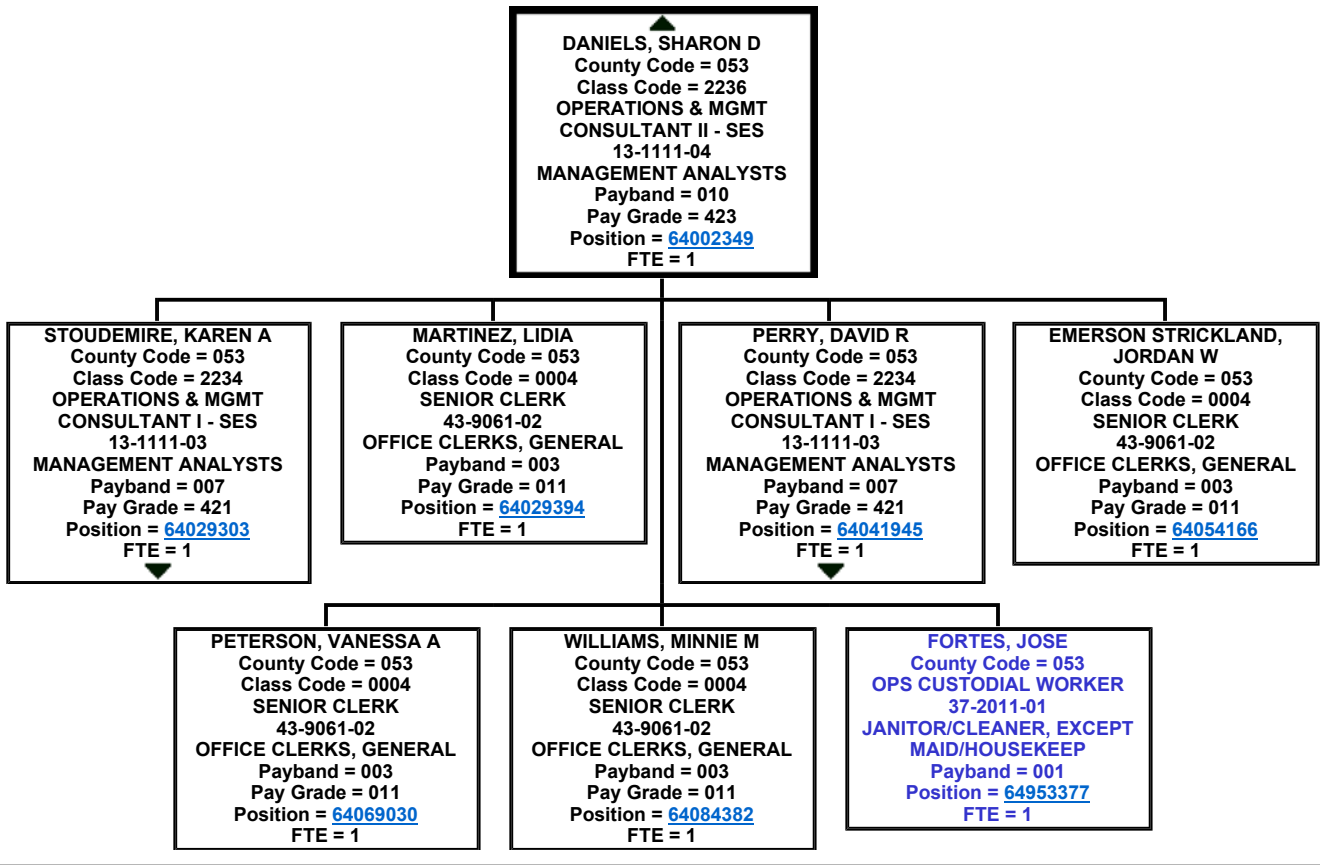 DANIELS, SHARON D
County Code = 053
Class Code = 2236
OPERATIONS & MGMT
CONSULTANT II - SES
13-1111-04
MANAGEMENT ANALYSTS
Payband = 010
Pay Grade = 423
Position = 64002349
FTE = 1
STOUDEMIRE, KAREN A
County Code = 053
Class Code = 2234
OPERATIONS & MGMT
CONSULTANT I - SES
13-1111-03
MANAGEMENT ANALYSTS
Payband = 007
Pay Grade = 421
Position = 64029303
FTE = 1
MARTINEZ, LIDIA
County Code = 053
Class Code = 0004
SENIOR CLERK
43-9061-02
OFFICE CLERKS, GENERAL
Payband = 003
Pay Grade = 011
Position = 64029394
FTE = 1
PERRY, DAVID R
County Code = 053
Class Code = 2234
OPERATIONS & MGMT
CONSULTANT I - SES
13-1111-03
MANAGEMENT ANALYSTS
Payband = 007
Pay Grade = 421
Position = 64041945
FTE = 1
EMERSON STRICKLAND,
JORDAN W
County Code = 053
Class Code = 0004
SENIOR CLERK
43-9061-02
OFFICE CLERKS, GENERAL
Payband = 003
Pay Grade = 011
Position = 64054166
FTE = 1
PETERSON, VANESSA A
County Code = 053
Class Code = 0004
SENIOR CLERK
43-9061-02
OFFICE CLERKS, GENERAL
Payband = 003
Pay Grade = 011
Position = 64069030
FTE = 1
WILLIAMS, MINNIE M
County Code = 053
Class Code = 0004
SENIOR CLERK
43-9061-02
OFFICE CLERKS, GENERAL
Payband = 003
Pay Grade = 011
Position = 64084382
FTE = 1
FORTES, JOSE
County Code = 053
OPS CUSTODIAL WORKER
37-2011-01
JANITOR/CLEANER, EXCEPT
MAID/HOUSEKEEP
Payband = 001
Position = 64953377
FTE = 1